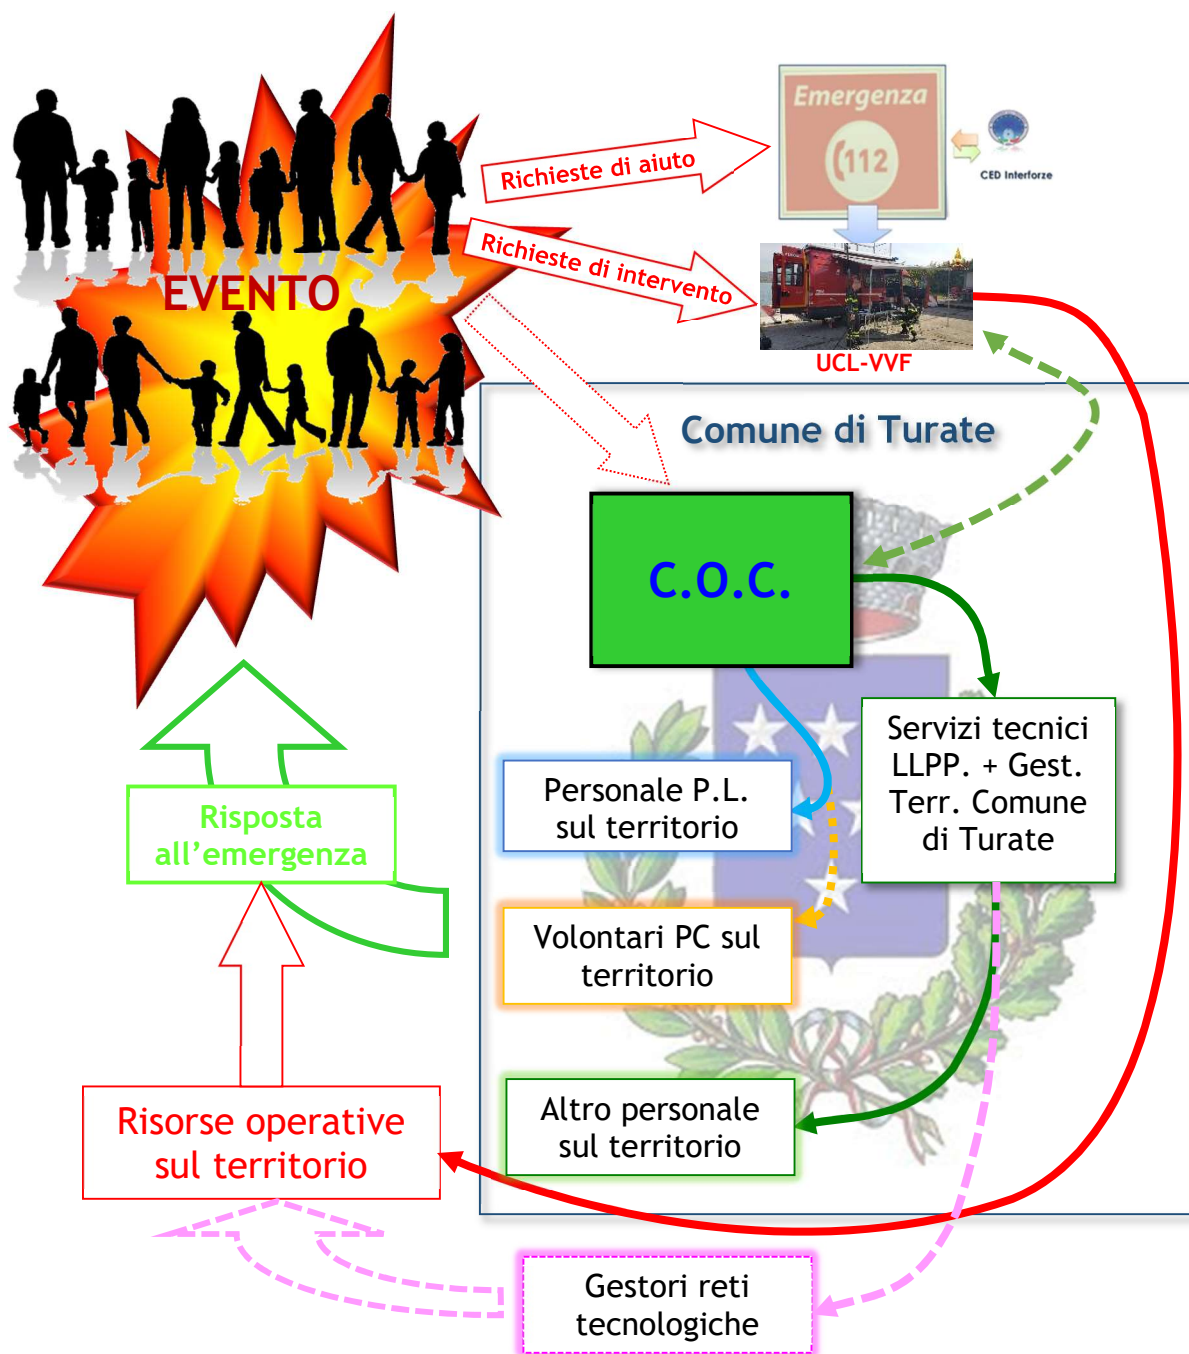 Emergenza
112
CED Interforze
Richieste di aiuto
Richieste di intervento
EVENTO
UCL-VVF
Comune di Turate
C.O.C.
Servizi tecnici
LLPP. + Gest.
Terr. Comune
di Turate
Personale P.L.
sul territorio
Risposta
all'emergenza
Volontari PC sul
territorio
Altro personale
sul territorio
Risorse operative
sul territorio
Gestori reti
tecnologiche